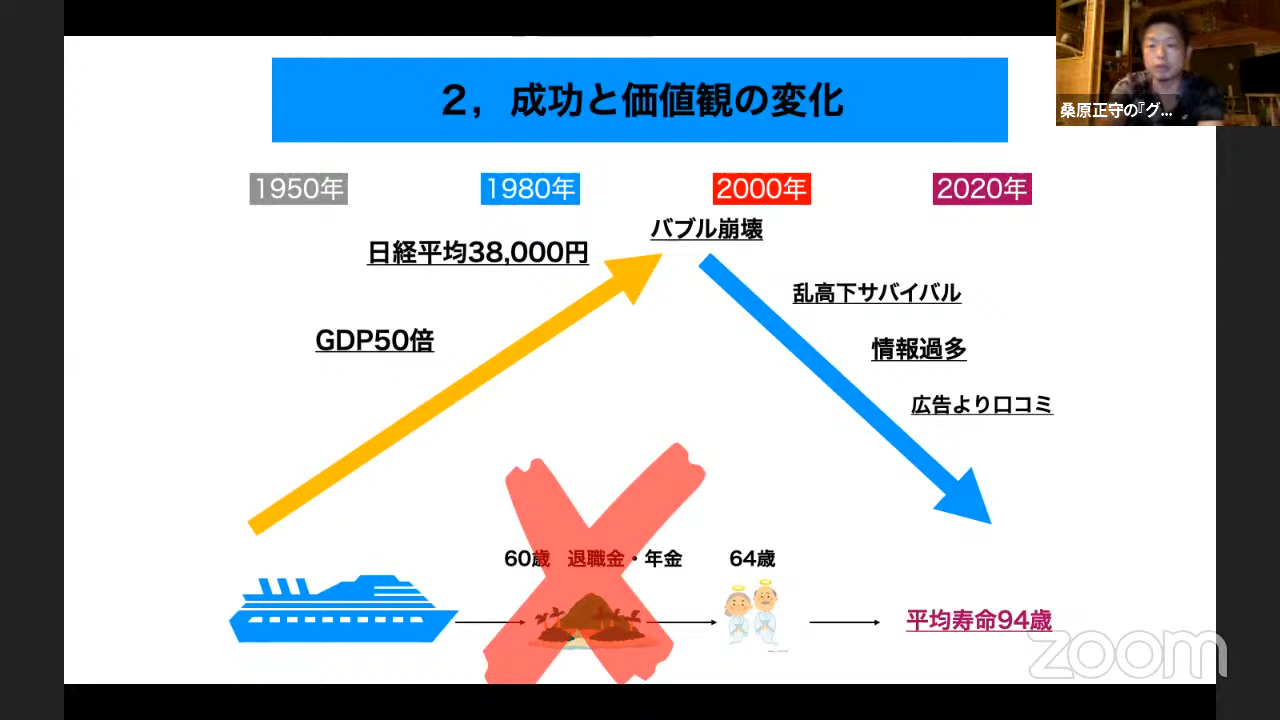 2，成功と価値観の変化
桑原正守の『グ...
1950年
1980年
2000年
2020年
バブル崩壊
日経平均38,000円
乱高下サバイバル
GDP50倍
情報過多
広告より口コミ
60歳 退職金・年金
64歳
平均寿命94歳
zoom